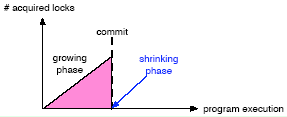 # acquired locks
commit
growing
phase
shrinking
phase
program execution